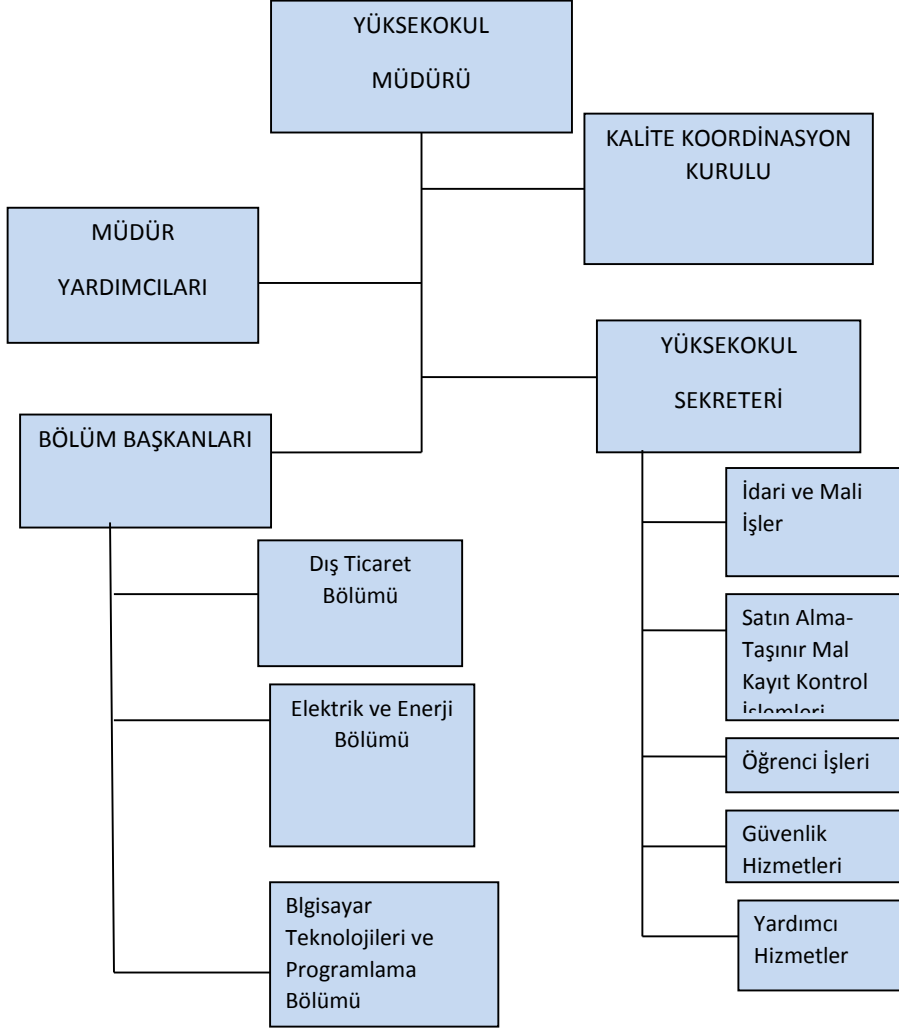 YÜKSEKOKUL
MÜDÜRÜ
KALİTE KOORDİNASYON
KURULU
MÜDÜR
YARDIMCILARI
YÜKSEKOKUL
SEKRETERİ
BÖLÜM BAŞKANLARI
İdari ve Mali
İşler
Dış Ticaret
Bölümü
Satın Alma-
Taşınır Mal
Kayıt Kontrol
İşlemleri
Elektrik ve Enerji
Bölümü
Öğrenci İşleri
Güvenlik
Hizmetleri
Blgisayar
Teknolojileri ve
Programlama
Bölümü
Yardımcı
Hizmetler